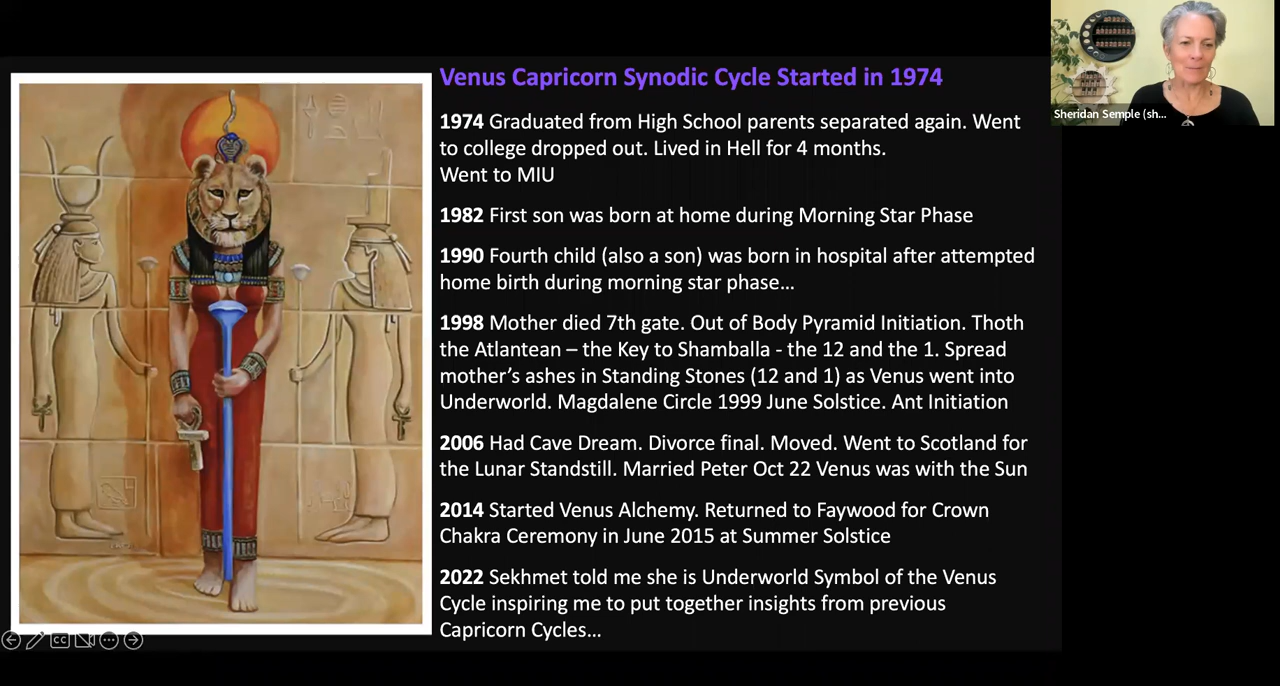 Venus Capricorn Synodic Cycle Started in 1974
1974 Graduated from High School parents separated again. Went
to college dropped out. Lived in Hell for 4 months.
Went to MIU
1982 First son was born at home during Morning Star Phase
1990 Fourth child (also a son) was born in hospital after attempted
home birth during morning star phase…
1998 Mother died 7th gate. Out of Body Pyramid Initiation. Thoth
the Atlantean – the Key to Shamballa - the 12 and the 1. Spread
mother’s ashes in Standing Stones (12 and 1) as Venus went into
Underworld. Magdalene Circle 1999 June Solstice. Ant Initiation
2006 Had Cave Dream. Divorce final. Moved. Went to Scotland for
the Lunar Standstill. Married Peter Oct 22 Venus was with the Sun
2014 Started Venus Alchemy. Returned to Faywood for Crown
Chakra Ceremony in June 2015 at Summer Solstice
2022 Sekhmet told me she is Underworld Symbol of the Venus
Cycle inspiring me to put together insights from previous
Capricorn Cycles…
Sheridan Semple (sh...
CC